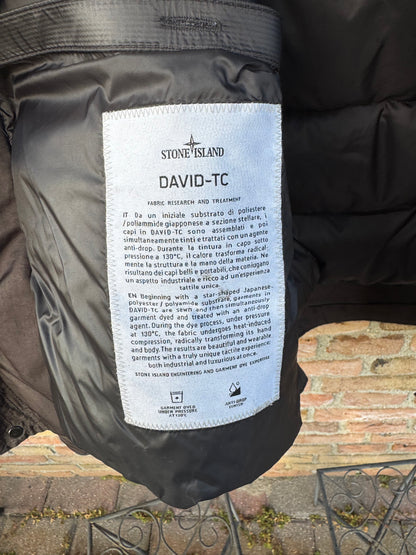 STONE ISLAND
DAVID-TC
FABRIC RESEARCH AND TREATMENT
IT Da un iniziale substrato di poliestere
/poliammide giapponese a sezione stellare, i
capi in DAVID-TC sono assemblati e poi
simultaneamente tinti e trattati con un agente
anti-drop. Durante la tintura in capo sotto
pressione a 130°C, il calore trasforma radical-
mente la struttura e la mano della materia. Ne
risultano dei capi belli e portabili, che coniugano
un aspetto industriale e ricco ad un'esperienza
tattile unica.
EN Beginning with a star-shaped Japanese
polyester / polyamide substrate, garments in
DAVID-TC are sewn and then simultaneously
garment dyed and treated with an anti-drop
agent. During the dye process, under pressure
at 130°C, the fabric undergoes heat-induced
compression, radically transforming its hand
and body. The results are beautiful and wearable
garments with a truly unique tactile experience:
both industrial and luxurious at once.
STONE ISLAND ENGINEERING AND GARMENT DYE EXPERTISE
GARMENT DYED
UNDER PRESSURE
AT 130°C
ANTI-DROP